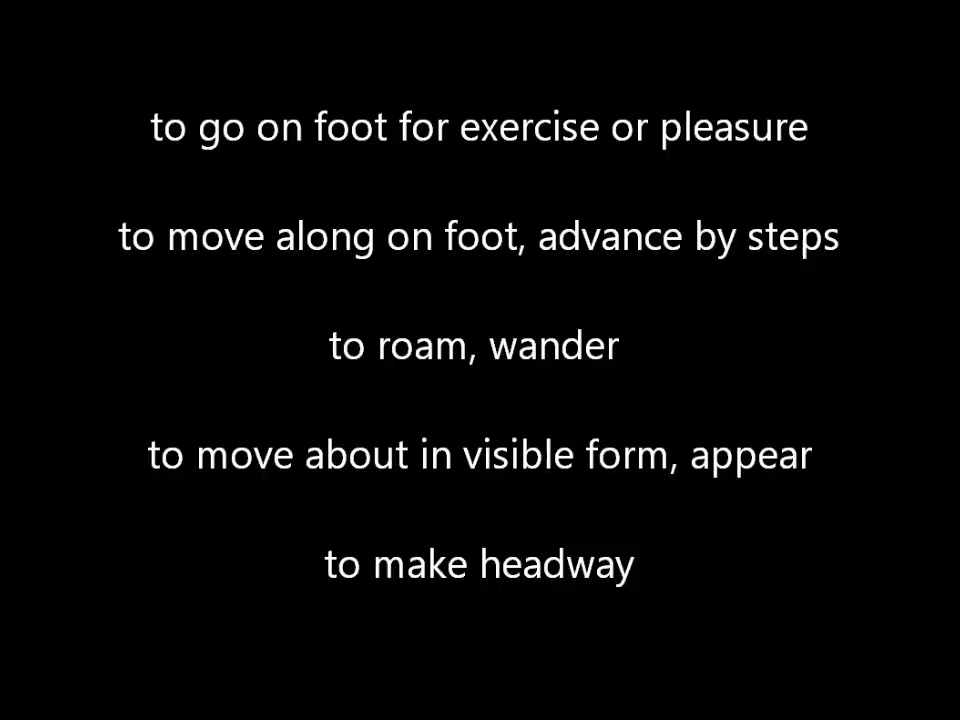 to go on foot for exercise or pleasure
to move along on foot, advance by steps
to roam, wander
to move about in visible form, appear
to make headway